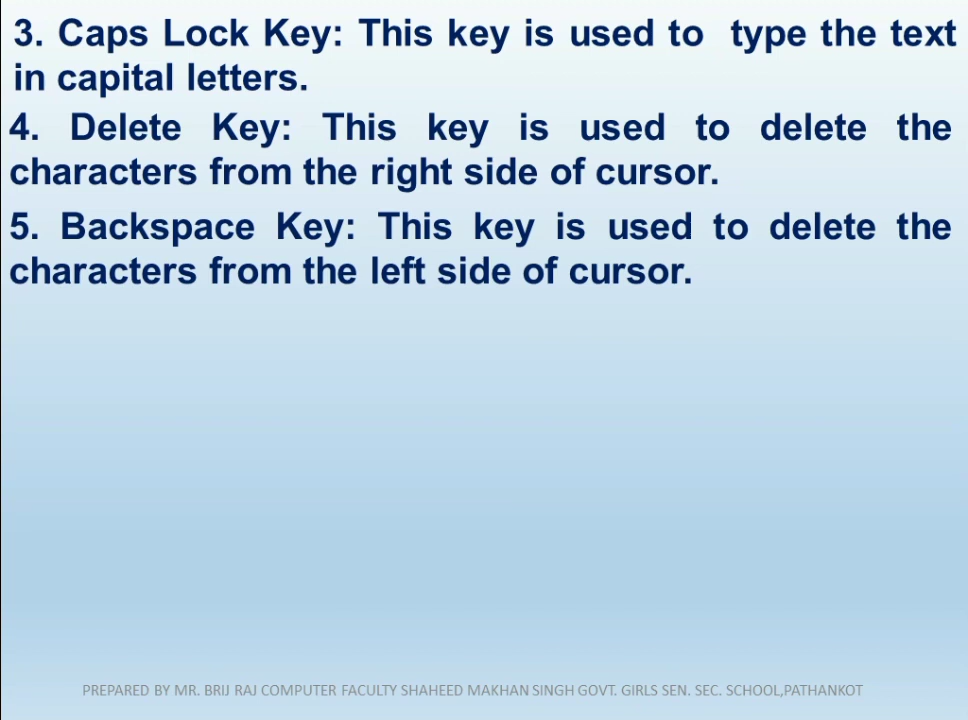 3. Caps Lock Key: This key is used to type the text
in capital letters.
4. Delete Key: This key is used to delete the
characters from the right side of cursor.
5. Backspace Key: This key is used to delete the
characters from the left side of cursor.
PREPARED BY MR. BRIJ RAJ COMPUTER FACULTY SHAHEED MAKHAN SINGH GOVT. GIRLS SEN. SEC. SCHOOL,PATHANKOT